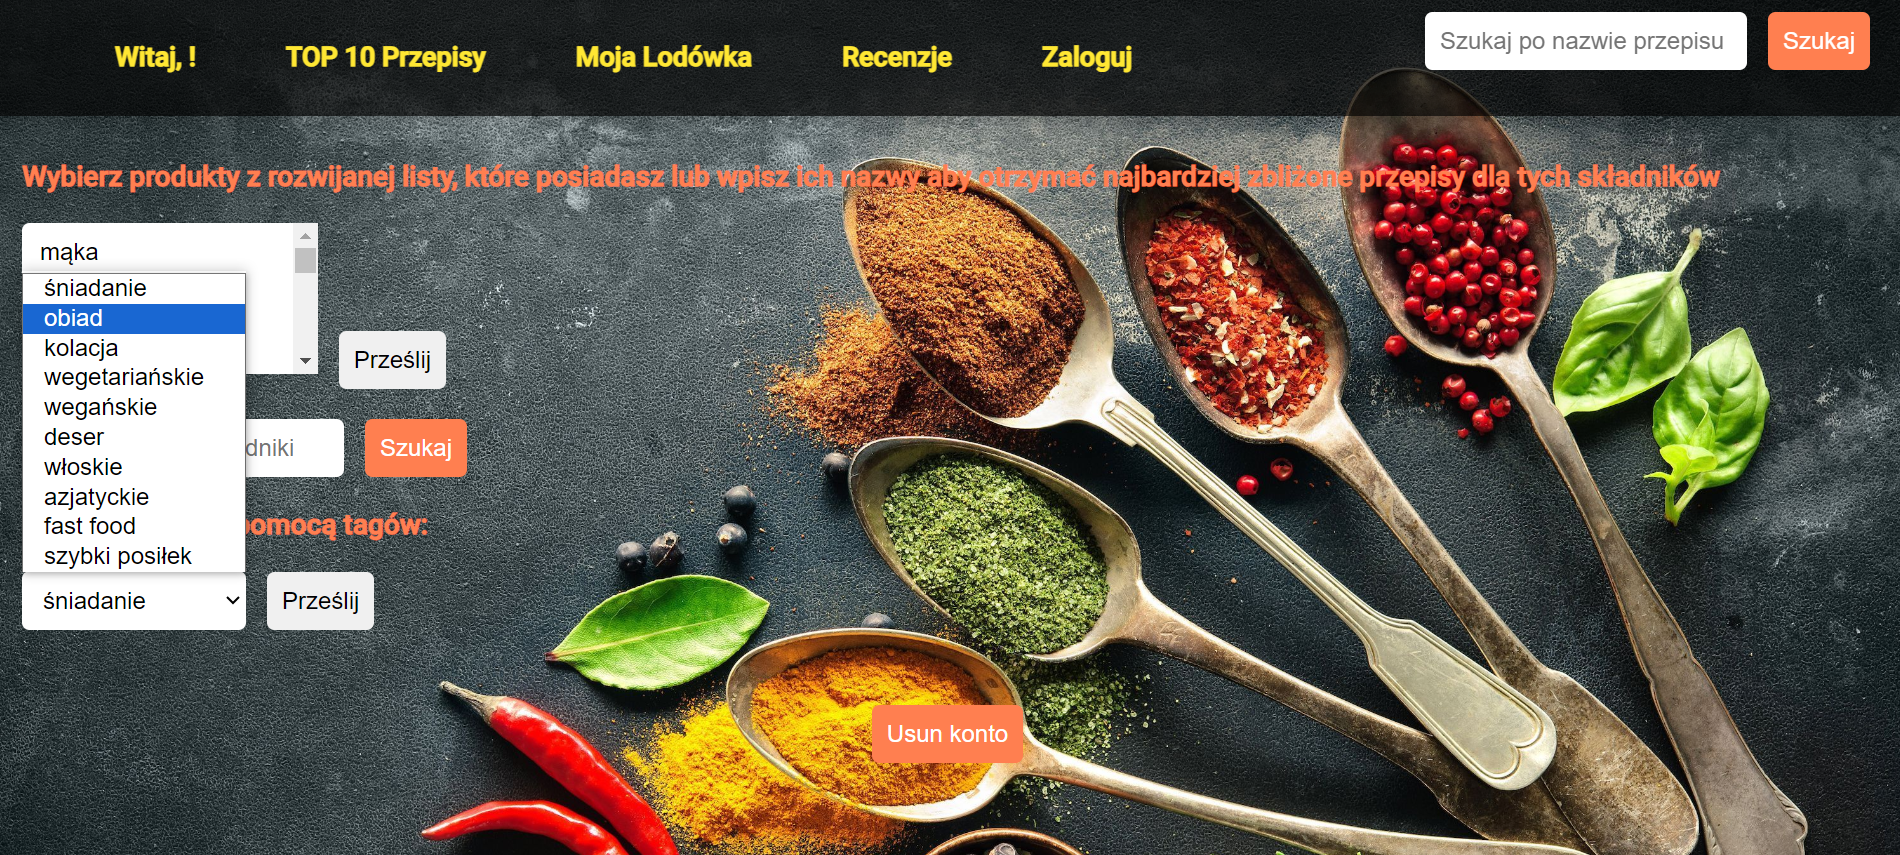 Witaj, ! TOP 10 Przepisy Moja Lodówka Recenzje Zaloguj Szukaj po nazwie przepisu Szukaj
Wybierz produkty z rozwijanej listy, które posiadasz lub wpisz ich nazwy aby otrzymać najbardziej zbliżone przepisy dla tych składników
mąka
śniadanie
obiad
kolacja
wegetariańskie
wegańskie
deser
włoskie
azjatyckie
fast food
szybki posiłek
Prześlij
dniki Szukaj
pomocą tagów:
śniadanie Prześlij
Usun konto